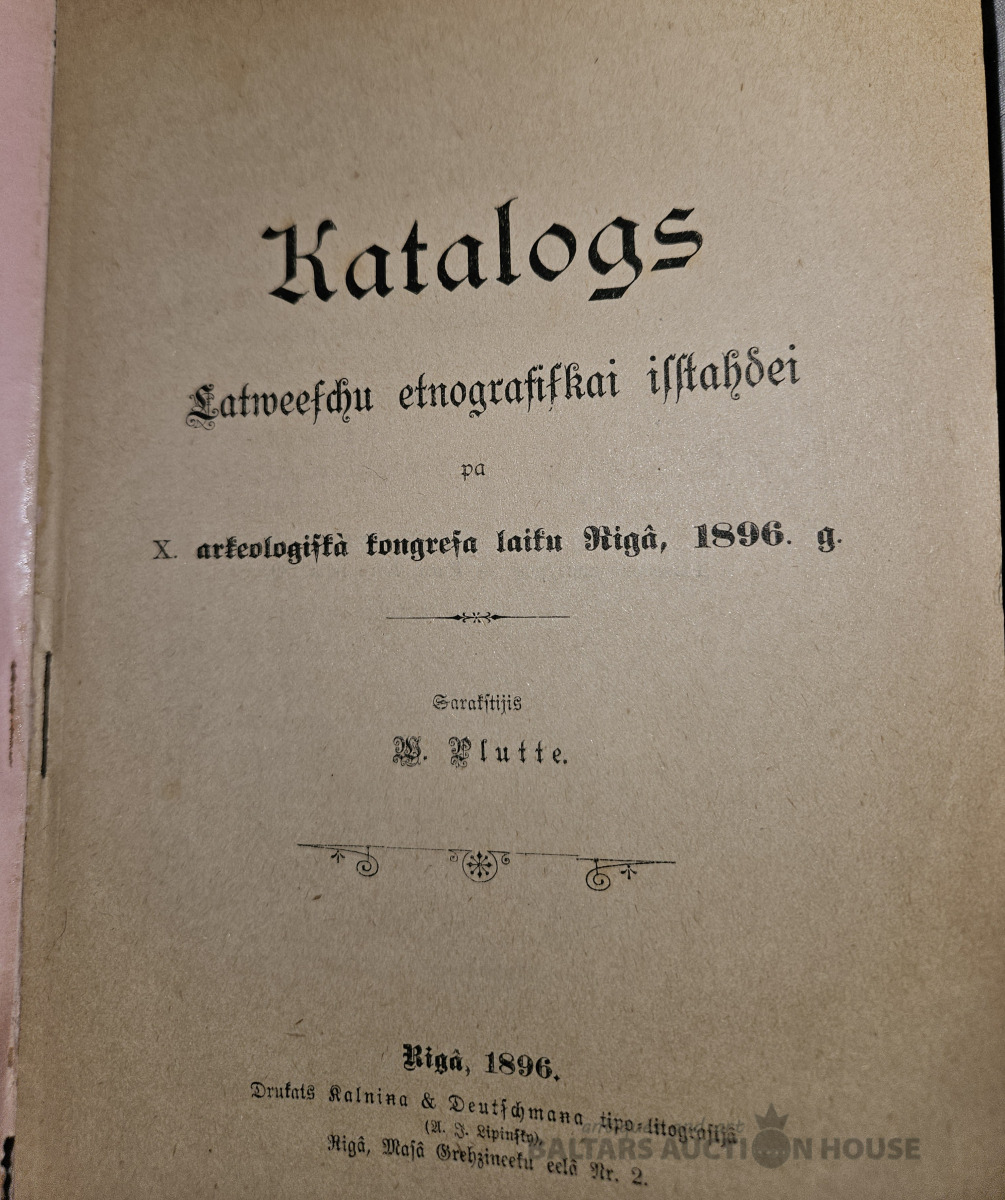 Katalogs
Latweeſchu etnografiſkai iſſtahdei
pa
X. arkeologiſkà kongreſa laiku Rigâ, 1896. g.
Sarakſtijis
W. Plutte.
Rigâ, 1896.
Drukats Kalnina & Deutſchmana tipo-litografijâ
(A. J. Lipinſky),
Rigâ, Maſâ Grehzineeku eelâ Nr. 2.
BALTARS AUCTION HOUSE